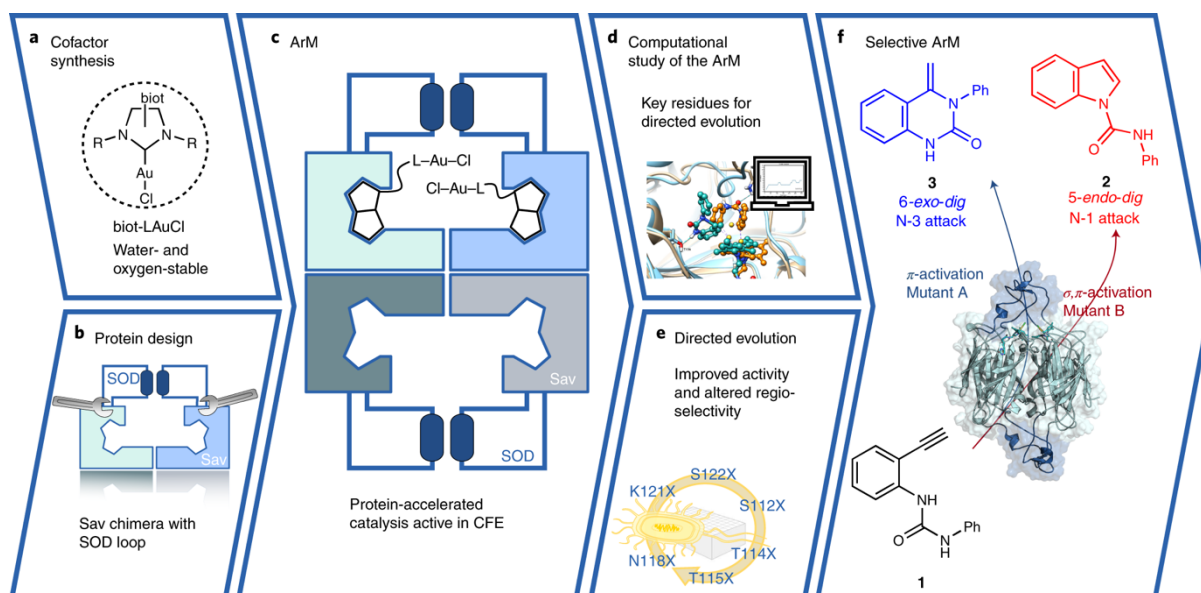 a
Cofactor
synthesis
biot
R
N
N
R
Au
Cl
biot-LAuCl
Water- and
oxygen-stable
b
Protein design
SOD
Sav
Sav chimera with
SOD loop
c
ArM
L–Au–Cl
Cl–Au–L
Sav
SOD
Protein-accelerated
catalysis active in CFE
d
Computational
study of the ArM
Key residues for
directed evolution
e
Directed evolution
Improved activity
and altered regio-
selectivity
S122X
K121X
S112X
T114X
N118X
T115X
f
Selective ArM
N
Ph
N
H
O
3
6-exo-dig
N-3 attack
N
O
NH
Ph
2
5-endo-dig
N-1 attack
π-activation
Mutant A
σ,π-activation
Mutant B
NH
O
NH
Ph
1